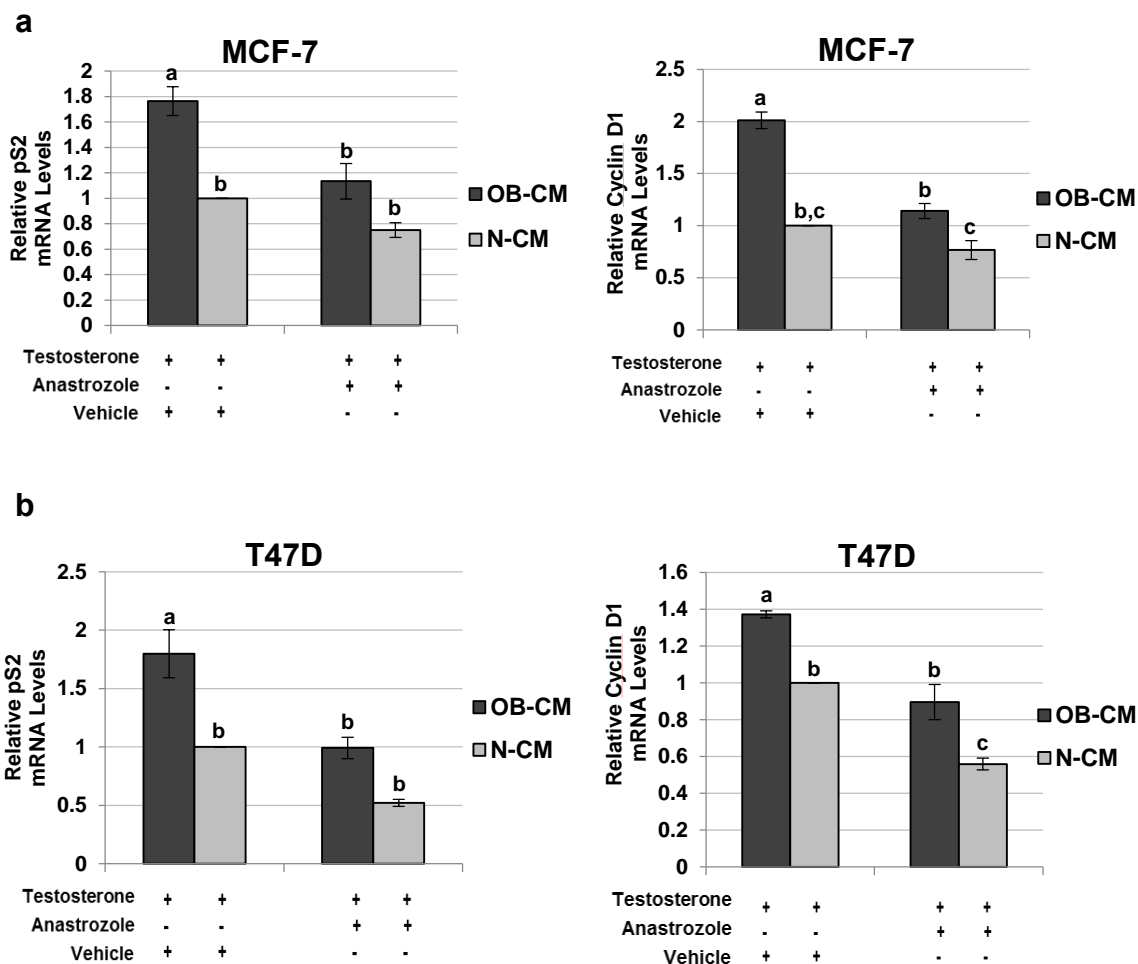 a
MCF-7
Relative pS2
mRNA Levels
2
1.8
1.6
1.4
1.2
1
0.8
0.6
0.4
0.2
0
a
b
b
b
OB-CM
N-CM
Testosterone + + + +
Anastrozole - - + +
Vehicle + + - -
MCF-7
Relative Cyclin D1
mRNA Levels
2.5
2
1.5
1
0.5
0
a
b,c
b
c
OB-CM
N-CM
Testosterone + + + +
Anastrozole - - + +
Vehicle + + - -
b
T47D
Relative pS2
mRNA Levels
2.5
2
1.5
1
0.5
0
a
b
b
b
OB-CM
N-CM
Testosterone + + + +
Anastrozole - - + +
Vehicle + + - -
T47D
Relative Cyclin D1
mRNA Levels
1.6
1.4
1.2
1
0.8
0.6
0.4
0.2
0
a
b
b
c
OB-CM
N-CM
Testosterone + + + +
Anastrozole - - + +
Vehicle + + - -